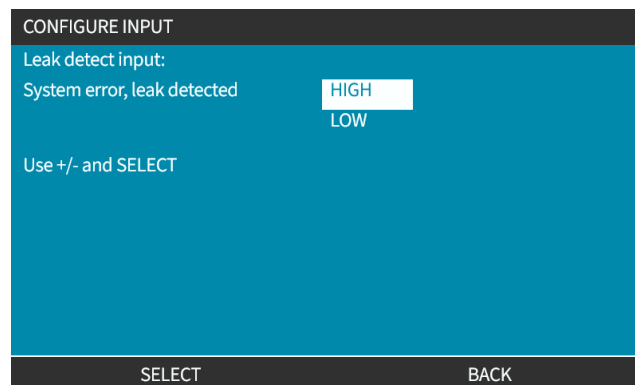 CONFIGURE INPUT
Leak detect input:
System error, leak detected HIGH
LOW
Use +/- and SELECT
SELECT BACK